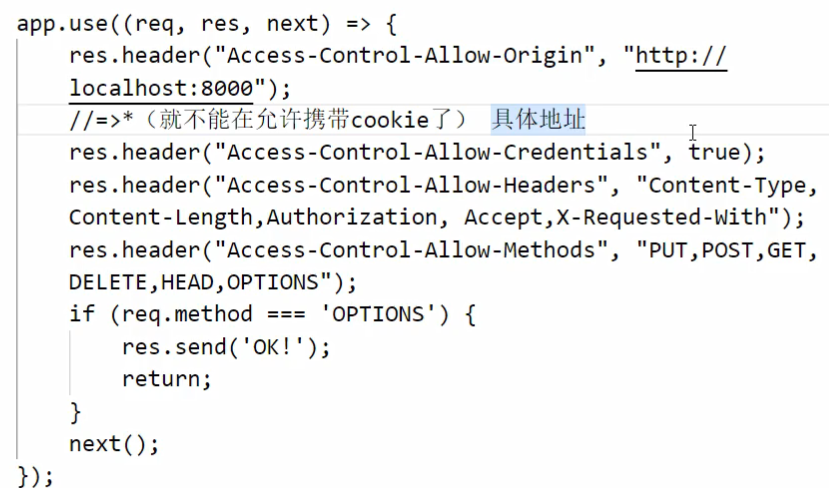 app.use((req, res, next) => {
res.header("Access-Control-Allow-Origin", "http://
localhost:8000");
//=>*（就不能在允许携带cookie了） 具体地址
res.header("Access-Control-Allow-Credentials", true);
res.header("Access-Control-Allow-Headers", "Content-Type,
Content-Length,Authorization, Accept,X-Requested-With");
res.header("Access-Control-Allow-Methods", "PUT,POST,GET,
DELETE,HEAD,OPTIONS");
if (req.method === 'OPTIONS') {
res.send('OK!');
return;
}
next();
});